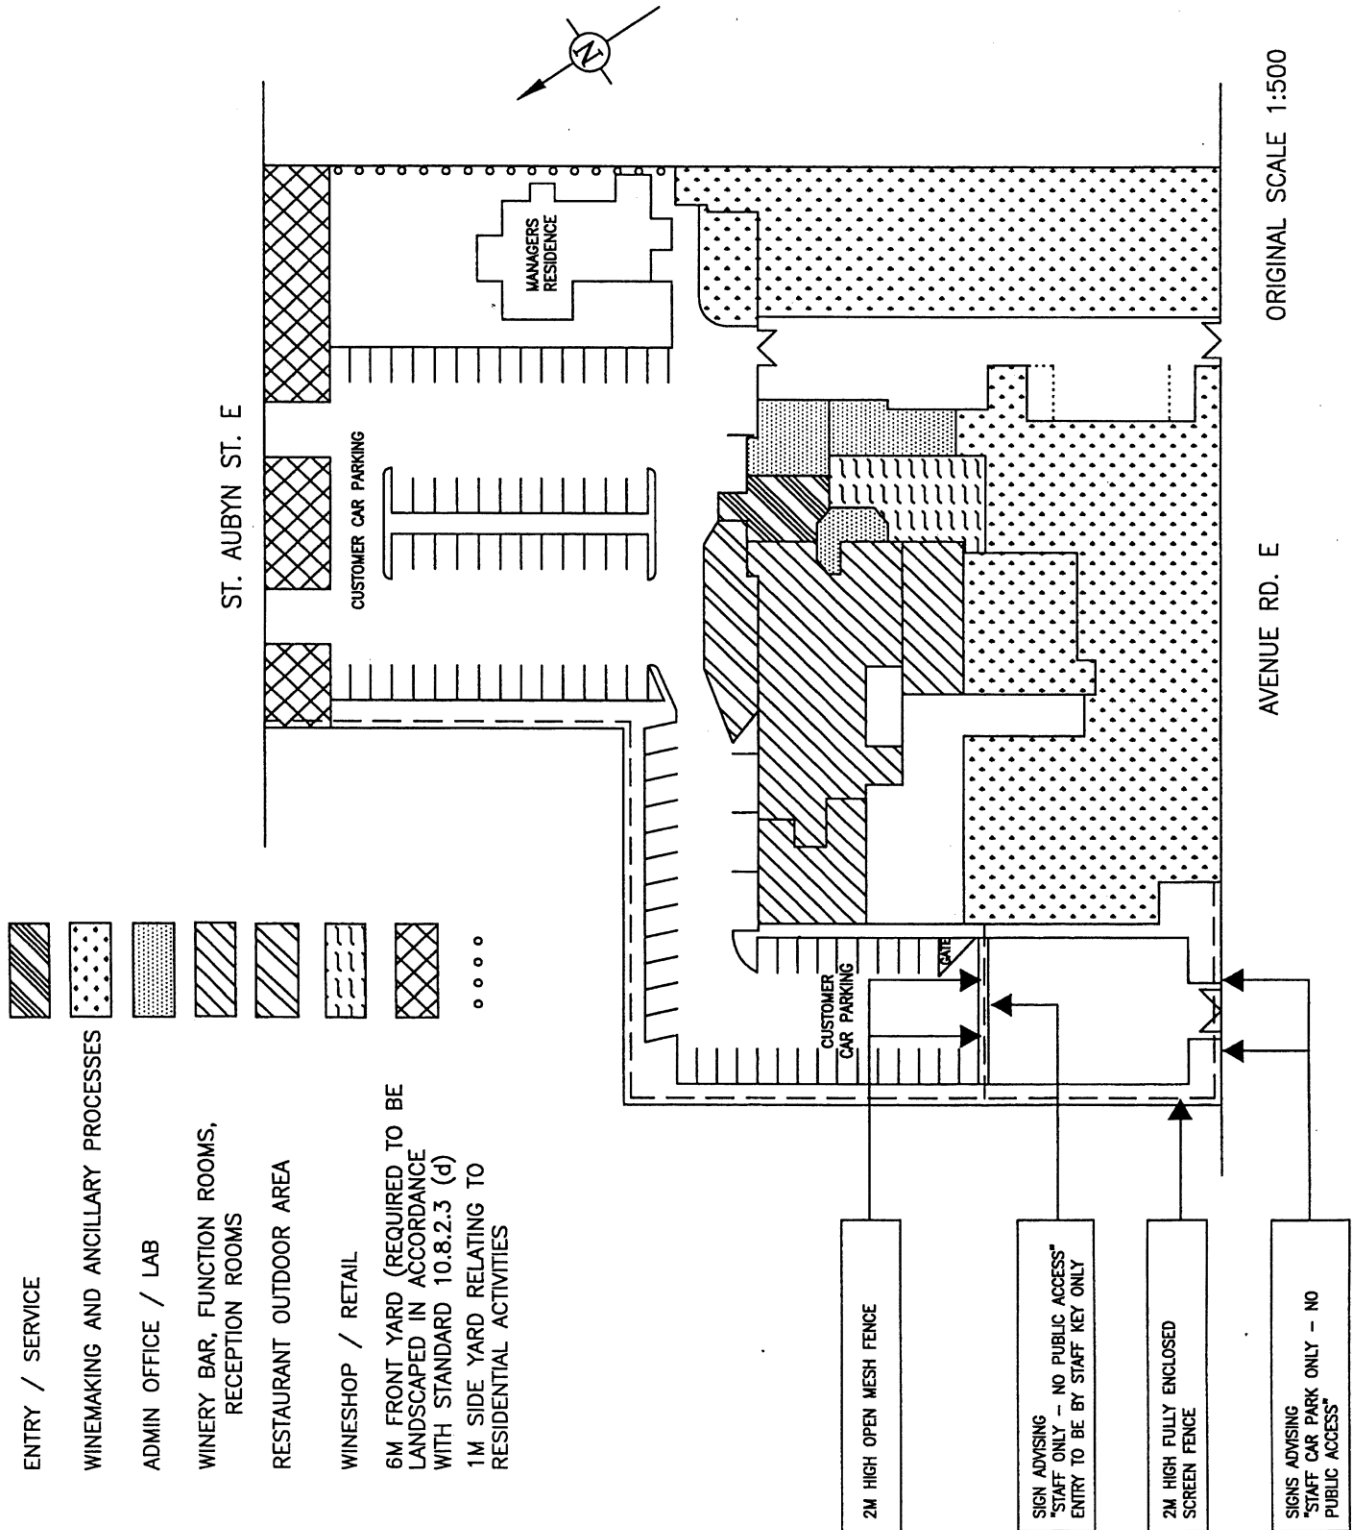 N
ST. AUBYN ST. E
CUSTOMER CAR PARKING
MANAGERS
RESIDENCE
ORIGINAL SCALE 1:500
AVENUE RD. E
GATE
CUSTOMER
CAR PARKING
ENTRY / SERVICE
WINEMAKING AND ANCILLARY PROCESSES
ADMIN OFFICE / LAB
WINERY BAR, FUNCTION ROOMS,
RECEPTION ROOMS
RESTAURANT OUTDOOR AREA
WINESHOP / RETAIL
6M FRONT YARD (REQUIRED TO BE
LANDSCAPED IN ACCORDANCE
WITH STANDARD 10.8.2.3 (d)
1M SIDE YARD RELATING TO
RESIDENTIAL ACTIVITIES
2M HIGH OPEN MESH FENCE
SIGN ADVISING
"STAFF ONLY – NO PUBLIC ACCESS"
ENTRY TO BE BY STAFF KEY ONLY
2M HIGH FULLY ENCLOSED
SCREEN FENCE
SIGNS ADVISING
"STAFF CAR PARK ONLY – NO
PUBLIC ACCESS"